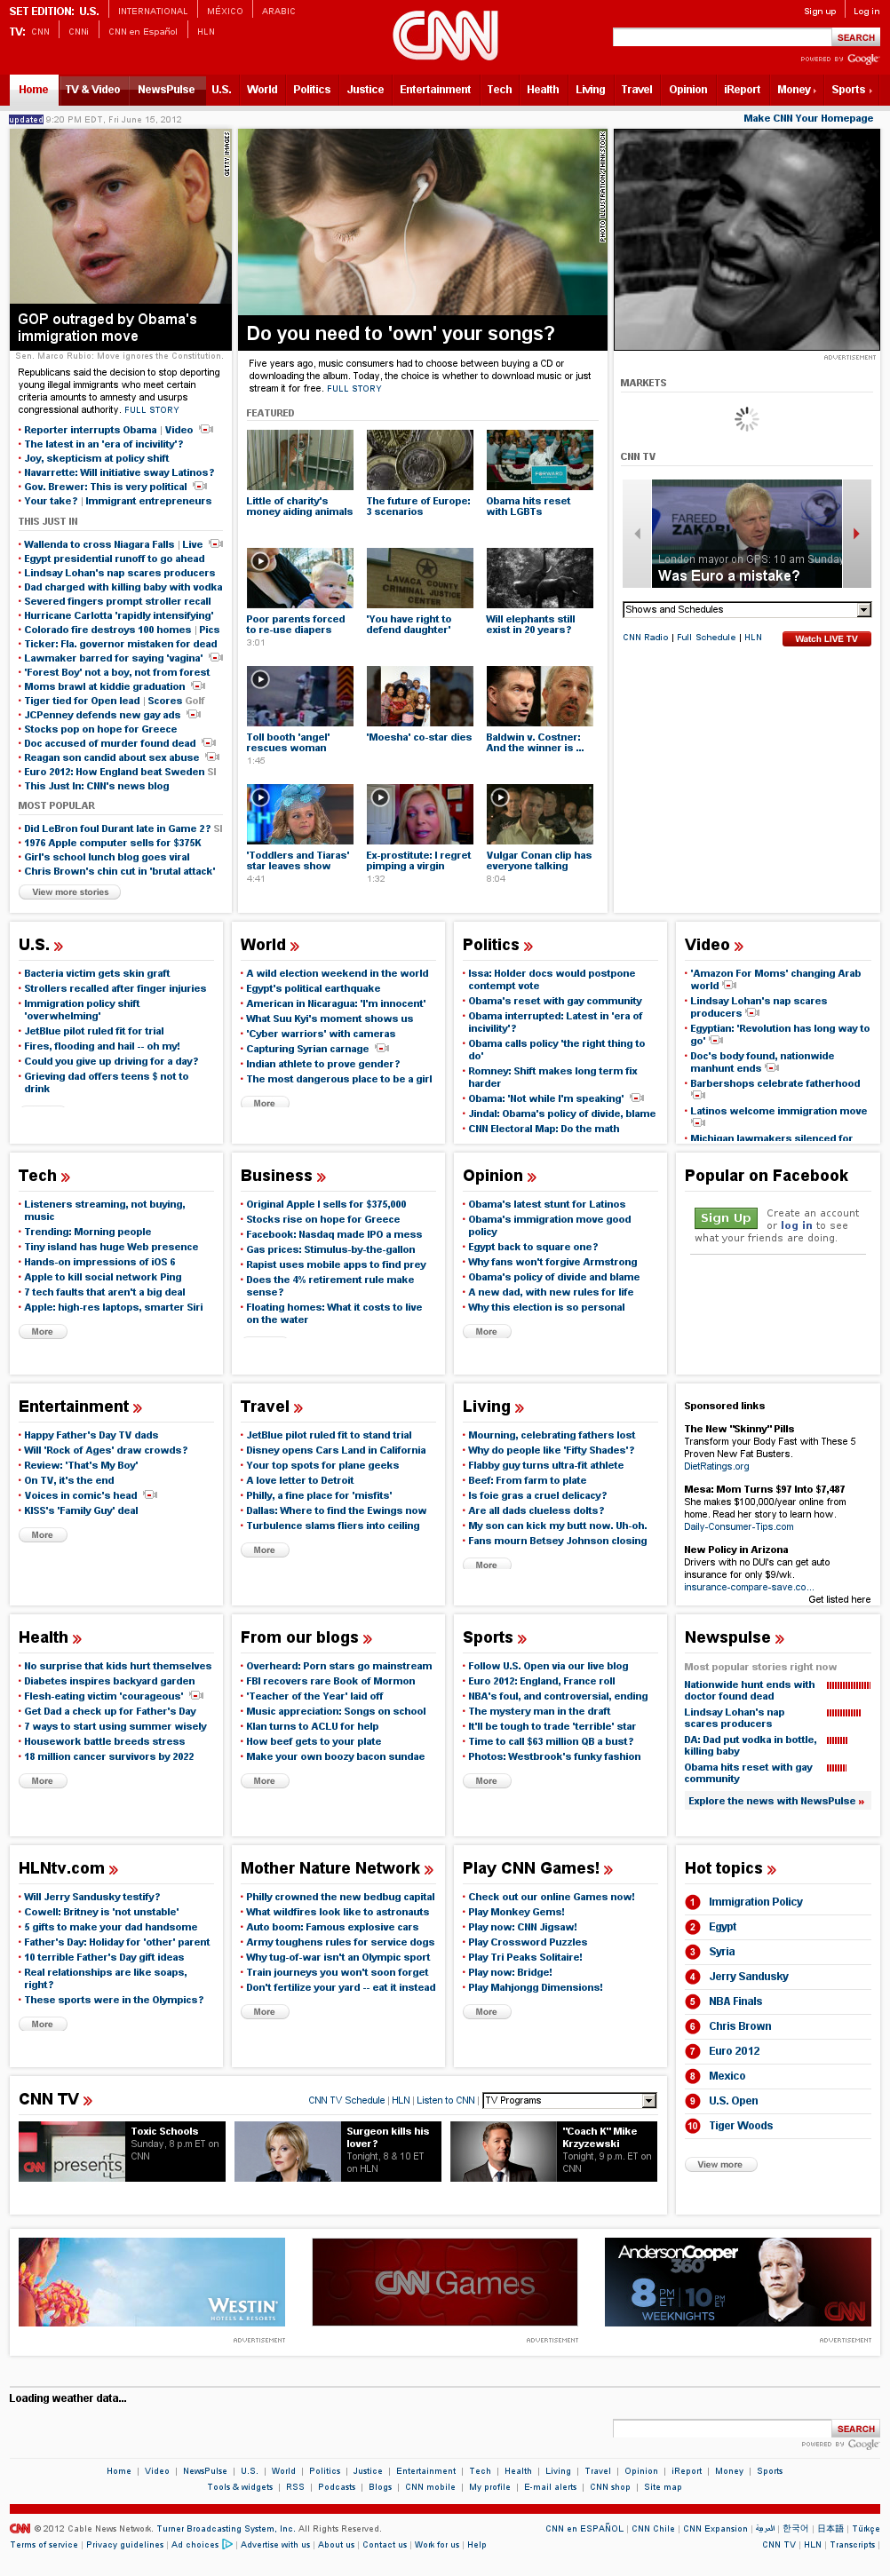 SET EDITION: U.S. INTERNATIONAL MÉXICO ARABIC
TV: CNN CNNi CNN en Español HLN
CNN
Sign up Log in
SEARCH
POWERED BY Google
Home TV & Video NewsPulse U.S. World Politics Justice Entertainment Tech Health Living Travel Opinion iReport Money Sports
updated 9:20 PM EDT, Fri June 15, 2012
Make CNN Your Homepage
GETTY IMAGES
GOP outraged by Obama's
immigration move
Sen. Marco Rubio: Move ignores the Constitution.
Republicans said the decision to stop deporting
young illegal immigrants who meet certain
criteria amounts to amnesty and usurps
congressional authority. FULL STORY
Reporter interrupts Obama | Video
The latest in an 'era of incivility'?
Joy, skepticism at policy shift
Navarrette: Will initiative sway Latinos?
Gov. Brewer: This is very political
Your take? | Immigrant entrepreneurs
THIS JUST IN
Wallenda to cross Niagara Falls | Live
Egypt presidential runoff to go ahead
Lindsay Lohan's nap scares producers
Dad charged with killing baby with vodka
Severed fingers prompt stroller recall
Hurricane Carlotta 'rapidly intensifying'
Colorado fire destroys 100 homes | Pics
Ticker: Fla. governor mistaken for dead
Lawmaker barred for saying 'vagina'
'Forest Boy' not a boy, not from forest
Moms brawl at kiddie graduation
Tiger tied for Open lead | Scores Golf
JCPenney defends new gay ads
Stocks pop on hope for Greece
Doc accused of murder found dead
Reagan son candid about sex abuse
Euro 2012: How England beat Sweden SI
This Just In: CNN's news blog
MOST POPULAR
Did LeBron foul Durant late in Game 2? SI
1976 Apple computer sells for $375K
Girl's school lunch blog goes viral
Chris Brown's chin cut in 'brutal attack'
View more stories
PHOTO ILLUSTRATION/THINKSTOCK
Do you need to 'own' your songs?
Five years ago, music consumers had to choose between buying a CD or
downloading the album. Today, the choice is whether to download music or just
stream it for free. FULL STORY
FEATURED
Little of charity's
money aiding animals
The future of Europe:
3 scenarios
FORWARD
Obama hits reset
with LGBTs
Poor parents forced
to re-use diapers
3:01
LAVACA COUNTY
CRIMINAL JUSTICE
CENTER
'You have right to
defend daughter'
Will elephants still
exist in 20 years?
Toll booth 'angel'
rescues woman
1:45
'Moesha' co-star dies
Baldwin v. Costner:
And the winner is ...
'Toddlers and Tiaras'
star leaves show
4:41
Ex-prostitute: I regret
pimping a virgin
1:32
Vulgar Conan clip has
everyone talking
8:04
ADVERTISEMENT
MARKETS
CNN TV
FAREED
ZAKARI
London mayor on GPS: 10 am Sunday
Was Euro a mistake?
Shows and Schedules
CNN Radio | Full Schedule | HLN
Watch LIVE TV
U.S.
Bacteria victim gets skin graft
Strollers recalled after finger injuries
Immigration policy shift
'overwhelming'
JetBlue pilot ruled fit for trial
Fires, flooding and hail -- oh my!
Could you give up driving for a day?
Grieving dad offers teens $ not to
drink
World
A wild election weekend in the world
Egypt's political earthquake
American in Nicaragua: 'I'm innocent'
What Suu Kyi's moment shows us
'Cyber warriors' with cameras
Capturing Syrian carnage
Indian athlete to prove gender?
The most dangerous place to be a girl
More
Politics
Issa: Holder docs would postpone
contempt vote
Obama's reset with gay community
Obama interrupted: Latest in 'era of
incivility'?
Obama calls policy 'the right thing to
do'
Romney: Shift makes long term fix
harder
Obama: 'Not while I'm speaking'
Jindal: Obama's policy of divide, blame
CNN Electoral Map: Do the math
Video
'Amazon For Moms' changing Arab
world
Lindsay Lohan's nap scares
producers
Egyptian: 'Revolution has long way to
go'
Doc's body found, nationwide
manhunt ends
Barbershops celebrate fatherhood
Latinos welcome immigration move
Michigan lawmakers silenced for
Tech
Listeners streaming, not buying,
music
Trending: Morning people
Tiny island has huge Web presence
Hands-on impressions of iOS 6
Apple to kill social network Ping
7 tech faults that aren't a big deal
Apple: high-res laptops, smarter Siri
More
Business
Original Apple I sells for $375,000
Stocks rise on hope for Greece
Facebook: Nasdaq made IPO a mess
Gas prices: Stimulus-by-the-gallon
Rapist uses mobile apps to find prey
Does the 4% retirement rule make
sense?
Floating homes: What it costs to live
on the water
Opinion
Obama's latest stunt for Latinos
Obama's immigration move good
policy
Egypt back to square one?
Why fans won't forgive Armstrong
Obama's policy of divide and blame
A new dad, with new rules for life
Why this election is so personal
More
Popular on Facebook
Sign Up Create an account
or log in to see
what your friends are doing.
Entertainment
Happy Father's Day TV dads
Will 'Rock of Ages' draw crowds?
Review: 'That's My Boy'
On TV, it's the end
Voices in comic's head
KISS's 'Family Guy' deal
More
Travel
JetBlue pilot ruled fit to stand trial
Disney opens Cars Land in California
Your top spots for plane geeks
A love letter to Detroit
Philly, a fine place for 'misfits'
Dallas: Where to find the Ewings now
Turbulence slams fliers into ceiling
More
Living
Mourning, celebrating fathers lost
Why do people like 'Fifty Shades'?
Flabby guy turns ultra-fit athlete
Beef: From farm to plate
Is foie gras a cruel delicacy?
Are all dads clueless dolts?
My son can kick my butt now. Uh-oh.
Fans mourn Betsey Johnson closing
More
Sponsored links
The New "Skinny" Pills
Transform your Body Fast with These 5
Proven New Fat Busters.
DietRatings.org
Mesa: Mom Turns $97 Into $7,487
She makes $100,000/year online from
home. Read her story to learn how.
Daily-Consumer-Tips.com
New Policy in Arizona
Drivers with no DUI's can get auto
insurance for only $9/wk.
insurance-compare-save.co...
Get listed here
Health
No surprise that kids hurt themselves
Diabetes inspires backyard garden
Flesh-eating victim 'courageous'
Get Dad a check up for Father's Day
7 ways to start using summer wisely
Housework battle breeds stress
18 million cancer survivors by 2022
More
From our blogs
Overheard: Porn stars go mainstream
FBI recovers rare Book of Mormon
'Teacher of the Year' laid off
Music appreciation: Songs on school
Klan turns to ACLU for help
How beef gets to your plate
Make your own boozy bacon sundae
More
Sports
Follow U.S. Open via our live blog
Euro 2012: England, France roll
NBA's foul, and controversial, ending
The mystery man in the draft
It'll be tough to trade 'terrible' star
Time to call $63 million QB a bust?
Photos: Westbrook's funky fashion
More
Newspulse
Most popular stories right now
Nationwide hunt ends with
doctor found dead
Lindsay Lohan's nap
scares producers
DA: Dad put vodka in bottle,
killing baby
Obama hits reset with gay
community
Explore the news with NewsPulse »
HLNtv.com
Will Jerry Sandusky testify?
Cowell: Britney is 'not unstable'
5 gifts to make your dad handsome
Father's Day: Holiday for 'other' parent
10 terrible Father's Day gift ideas
Real relationships are like soaps,
right?
These sports were in the Olympics?
More
Mother Nature Network
Philly crowned the new bedbug capital
What wildfires look like to astronauts
Auto boom: Famous explosive cars
Army toughens rules for service dogs
Why tug-of-war isn't an Olympic sport
Train journeys you won't soon forget
Don't fertilize your yard -- eat it instead
More
Play CNN Games!
Check out our online Games now!
Play Monkey Gems!
Play now: CNN Jigsaw!
Play Crossword Puzzles
Play Tri Peaks Solitaire!
Play now: Bridge!
Play Mahjongg Dimensions!
More
Hot topics
1 Immigration Policy
2 Egypt
3 Syria
4 Jerry Sandusky
5 NBA Finals
6 Chris Brown
7 Euro 2012
8 Mexico
9 U.S. Open
10 Tiger Woods
View more
CNN TV
CNN TV Schedule | HLN | Listen to CNN | TV Programs
CNN presents
Toxic Schools
Sunday, 8 p.m ET on
CNN
Surgeon kills his
lover?
Tonight, 8 & 10 ET
on HLN
"Coach K" Mike
Krzyzewski
Tonight, 9 p.m. ET on
CNN
WESTIN
HOTELS & RESORTS
ADVERTISEMENT
CNN Games
ADVERTISEMENT
AndersonCooper
360°
8 PM ET | 10 PM ET
WEEKNIGHTS
CNN
ADVERTISEMENT
Loading weather data...
SEARCH
POWERED BY Google
Home | Video | NewsPulse | U.S. | World | Politics | Justice | Entertainment | Tech | Health | Living | Travel | Opinion | iReport | Money | Sports
Tools & widgets | RSS | Podcasts | Blogs | CNN mobile | My profile | E-mail alerts | CNN shop | Site map
CNN © 2012 Cable News Network. Turner Broadcasting System, Inc. All Rights Reserved.
CNN en ESPAÑOL | CNN Chile | CNN Expansion | العربية | 한국어 | 日本語 | Türkçe
Terms of service | Privacy guidelines | Ad choices | Advertise with us | About us | Contact us | Work for us | Help
CNN TV | HLN | Transcripts